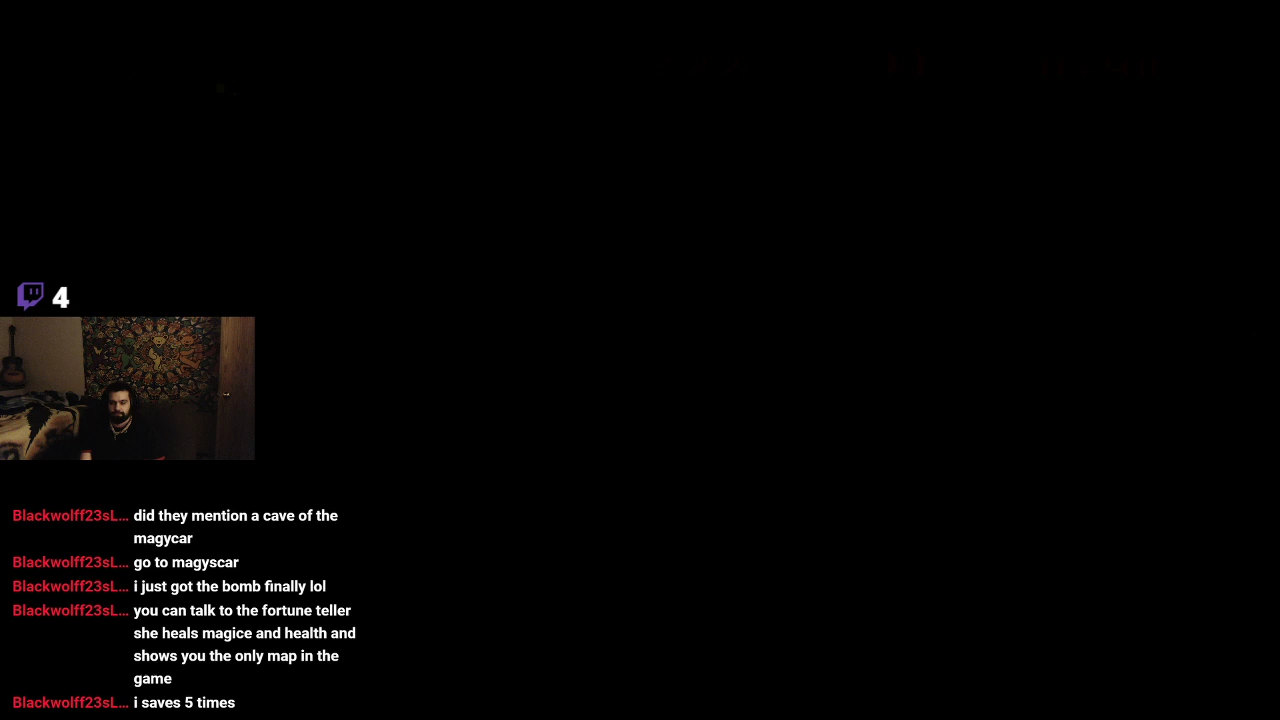 4
Blackwolff23sL... did they mention a cave of the
magycar
Blackwolff23sL... go to magyscar
Blackwolff23sL... i just got the bomb finally lol
Blackwolff23sL... you can talk to the fortune teller
she heals magice and health and
shows you the only map in the
game
Blackwolff23sL... i saves 5 times